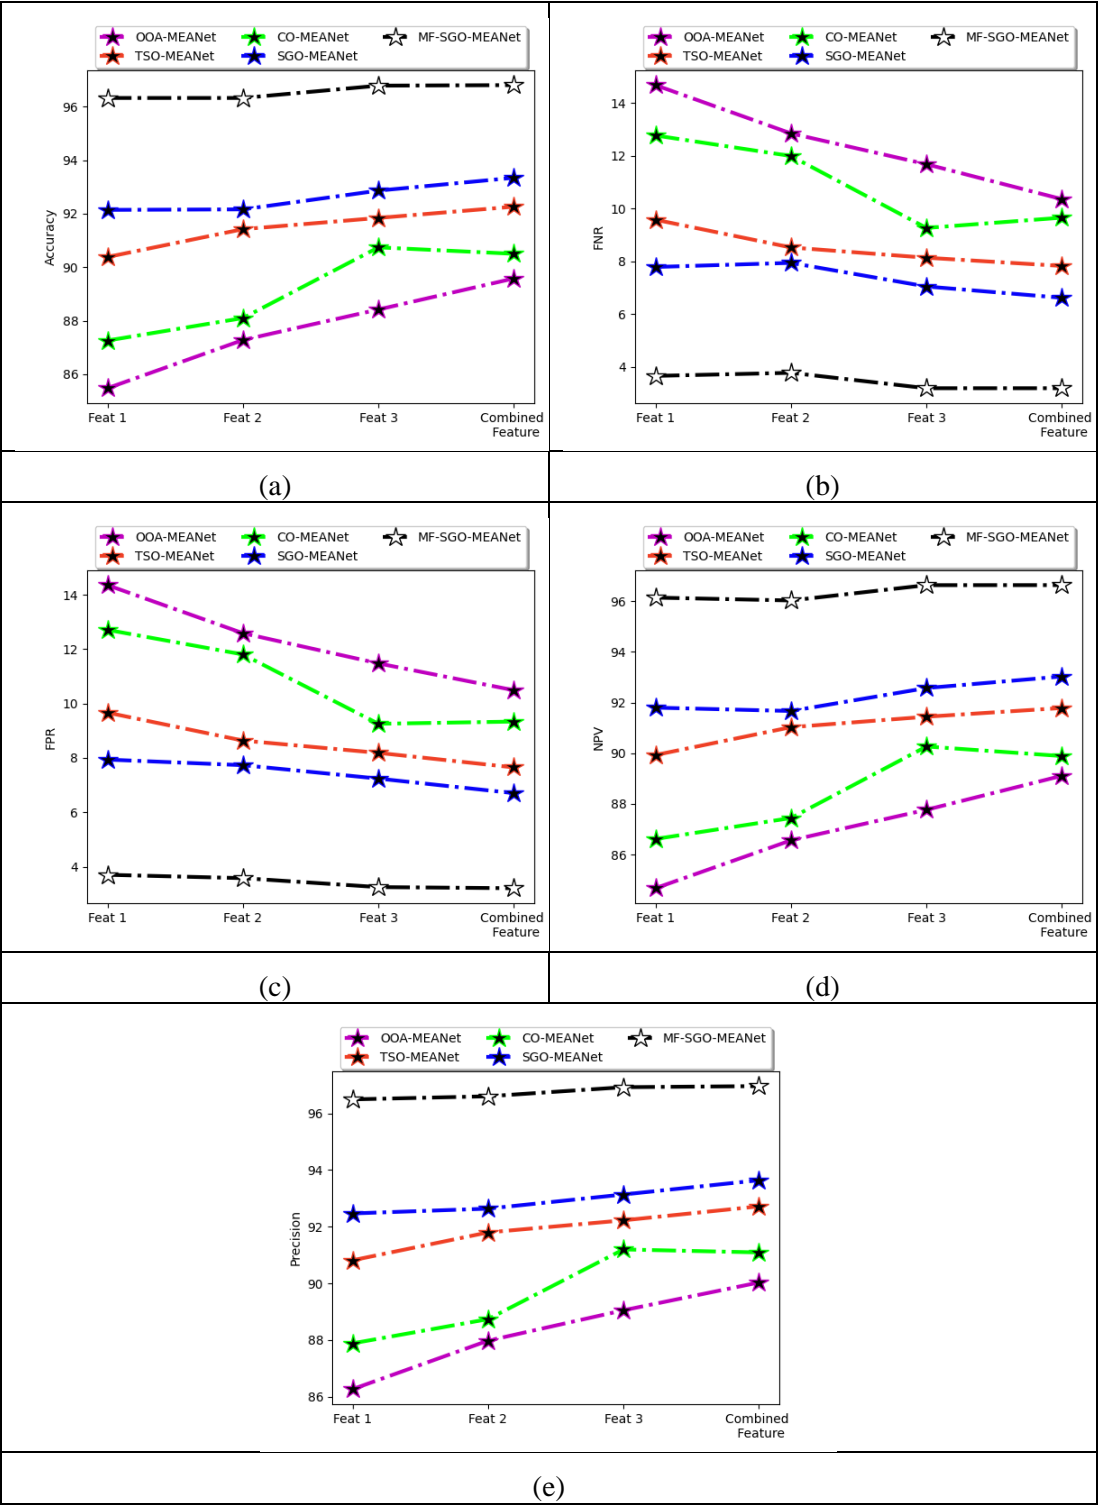 OOA-MEANet CO-MEANet MF-SGO-MEANet
TSO-MEANet SGO-MEANet
Accuracy
96
94
92
90
88
86
Feat 1 Feat 2 Feat 3 Combined
Feature
(a)
OOA-MEANet CO-MEANet MF-SGO-MEANet
TSO-MEANet SGO-MEANet
FNR
14
12
10
8
6
4
Feat 1 Feat 2 Feat 3 Combined
Feature
(b)
OOA-MEANet CO-MEANet MF-SGO-MEANet
TSO-MEANet SGO-MEANet
FPR
14
12
10
8
6
4
Feat 1 Feat 2 Feat 3 Combined
Feature
(c)
OOA-MEANet CO-MEANet MF-SGO-MEANet
TSO-MEANet SGO-MEANet
NPV
96
94
92
90
88
86
Feat 1 Feat 2 Feat 3 Combined
Feature
(d)
OOA-MEANet CO-MEANet MF-SGO-MEANet
TSO-MEANet SGO-MEANet
Precision
96
94
92
90
88
86
Feat 1 Feat 2 Feat 3 Combined
Feature
(e)